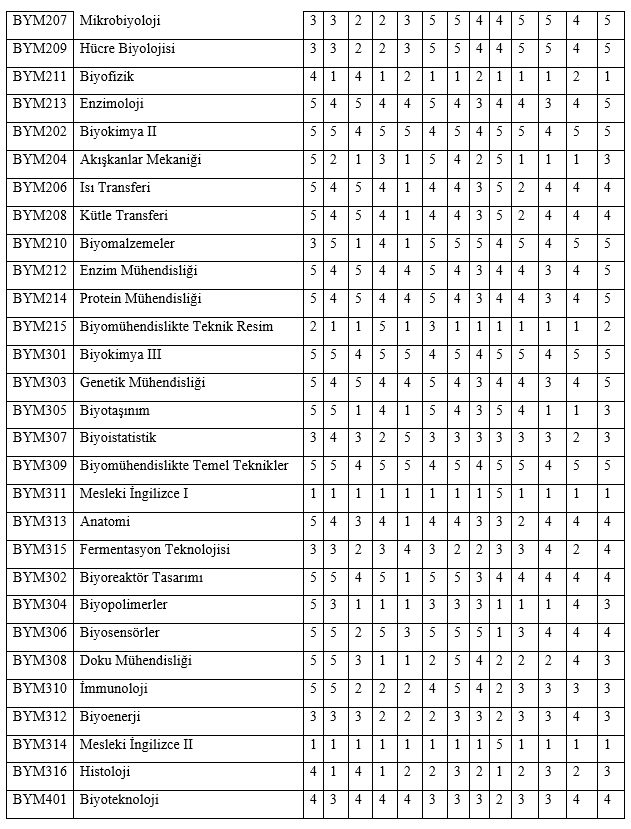 BYM207 Mikrobiyoloji 3 3 2 2 3 5 5 4 4 5 5 4 5
BYM209 Hücre Biyolojisi 3 3 2 2 3 5 5 4 4 5 5 4 5
BYM211 Biyofizik 4 1 4 1 2 1 1 2 1 1 1 2 1
BYM213 Enzimoloji 5 4 5 4 4 5 4 3 4 4 3 4 5
BYM202 Biyokimya II 5 5 4 5 5 4 5 4 5 5 4 5 5
BYM204 Akışkanlar Mekaniği 5 2 1 3 1 5 4 2 5 1 1 1 3
BYM206 Isı Transferi 5 4 5 4 1 4 4 3 5 2 4 4 4
BYM208 Kütle Transferi 5 4 5 4 1 4 4 3 5 2 4 4 4
BYM210 Biyomalzemeler 3 5 1 4 1 5 5 5 4 5 4 5 5
BYM212 Enzim Mühendisliği 5 4 5 4 4 5 4 3 4 4 3 4 5
BYM214 Protein Mühendisliği 5 4 5 4 4 5 4 3 4 4 3 4 5
BYM215 Biyomühendislikte Teknik Resim 2 1 1 5 1 3 1 1 1 1 1 1 2
BYM301 Biyokimya III 5 5 4 5 5 4 5 4 5 5 4 5 5
BYM303 Genetik Mühendisliği 5 4 5 4 4 5 4 3 4 4 3 4 5
BYM305 Biyotaşınım 5 5 1 4 1 5 4 3 5 4 1 1 3
BYM307 Biyoistatistik 3 4 3 2 5 3 3 3 3 3 3 2 3
BYM309 Biyomühendislikte Temel Teknikler 5 5 4 5 5 4 5 4 5 5 4 5 5
BYM311 Mesleki İngilizce I 1 1 1 1 1 1 1 1 5 1 1 1 1
BYM313 Anatomi 5 4 3 4 1 4 4 3 3 2 4 4 4
BYM315 Fermentasyon Teknolojisi 3 3 2 3 4 3 2 2 3 3 4 2 4
BYM302 Biyoreaktör Tasarımı 5 5 4 5 1 5 5 3 4 4 4 4 4
BYM304 Biyopolimerler 5 3 1 1 1 3 3 3 1 1 1 4 3
BYM306 Biyosensörler 5 5 2 5 3 5 5 5 1 3 4 4 4
BYM308 Doku Mühendisliği 5 5 3 1 1 2 5 4 2 2 2 4 3
BYM310 İmmunoloji 5 5 2 2 2 4 5 4 2 3 3 3 3
BYM312 Biyoenerji 3 3 3 2 2 2 3 3 2 3 3 4 3
BYM314 Mesleki İngilizce II 1 1 1 1 1 1 1 1 5 1 1 1 1
BYM316 Histoloji 4 1 4 1 2 2 3 2 1 2 3 2 3
BYM401 Biyoteknoloji 4 3 4 4 4 3 3 3 2 3 3 4 4